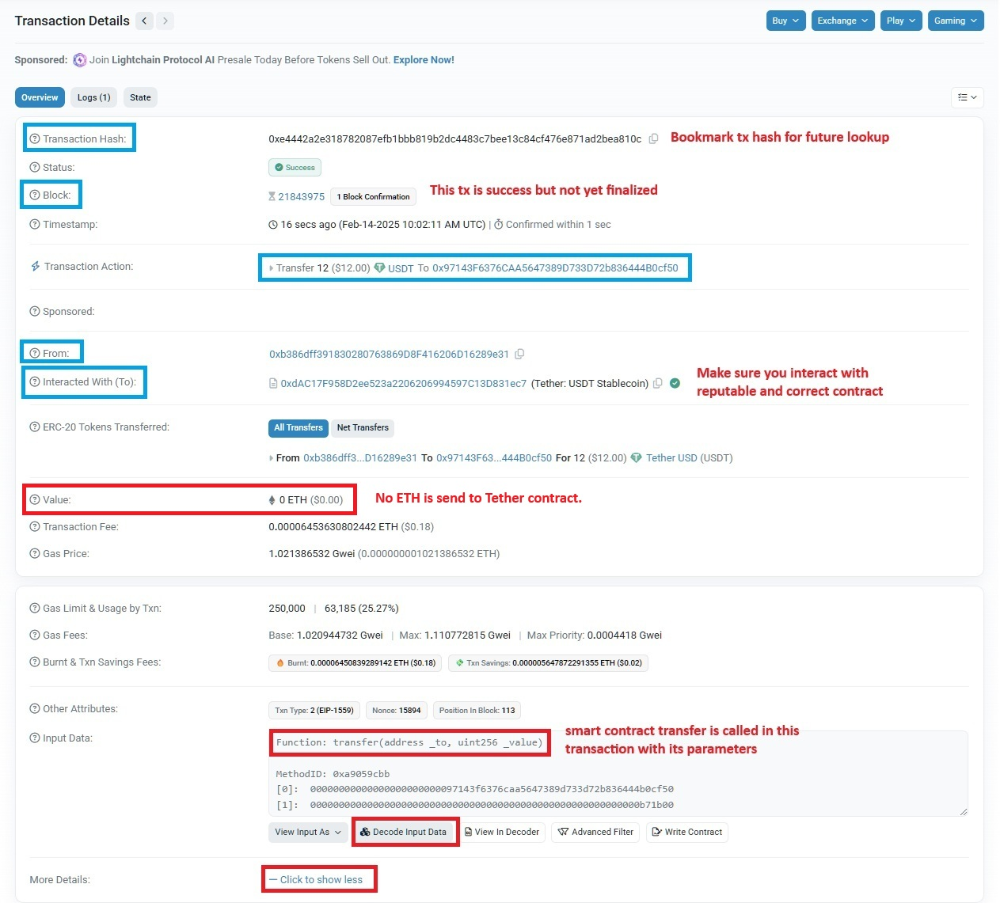 Transaction Details
Buy Exchange Play Gaming
Sponsored: Join Lightchain Protocol AI Presale Today Before Tokens Sell Out. Explore Now!
Overview Logs (1) State
Transaction Hash: 0xe4442a2e318782087efb1bbb819b2dc4483c7bee13c84cf476e871ad2bea810c Bookmark tx hash for future lookup
Status: Success
Block: 21843975 1 Block Confirmation This tx is success but not yet finalized
Timestamp: 16 secs ago (Feb-14-2025 10:02:11 AM UTC) | Confirmed within 1 sec
Transaction Action: Transfer 12 ($12.00) USDT To 0x97143F6376CAA5647389D733D72b836444B0cf50
Sponsored:
From: 0xb386dff391830280763869D8F416206D16289e31
Interacted With (To): 0xdAC17F958D2ee523a2206206994597C13D831ec7 (Tether: USDT Stablecoin) Make sure you interact with
reputable and correct contract
ERC-20 Tokens Transferred: All Transfers Net Transfers
From 0xb386dff3...D16289e31 To 0x97143F63...444B0cf50 For 12 ($12.00) Tether USD (USDT)
Value: 0 ETH ($0.00) No ETH is send to Tether contract.
Transaction Fee: 0.00006453630802442 ETH ($0.18)
Gas Price: 1.021386532 Gwei (0.000000001021386532 ETH)
Gas Limit & Usage by Txn: 250,000 | 63,185 (25.27%)
Gas Fees: Base: 1.020944732 Gwei | Max: 1.110772815 Gwei | Max Priority: 0.0004418 Gwei
Burnt & Txn Savings Fees: Burnt: 0.00006450839289142 ETH ($0.18) Txn Savings: 0.000005647872291355 ETH ($0.02)
Other Attributes: Txn Type: 2 (EIP-1559) Nonce: 15894 Position In Block: 113
Input Data: Function: transfer(address _to, uint256 _value) smart contract transfer is called in this
transaction with its parameters
MethodID: 0xa9059cbb
[0]: 00000000000000000000000097143f6376caa5647389d733d72b836444b0cf50
[1]: 0000000000000000000000000000000000000000000000000000000000b71b00
View Input As Decode Input Data View In Decoder Advanced Filter Write Contract
More Details: — Click to show less